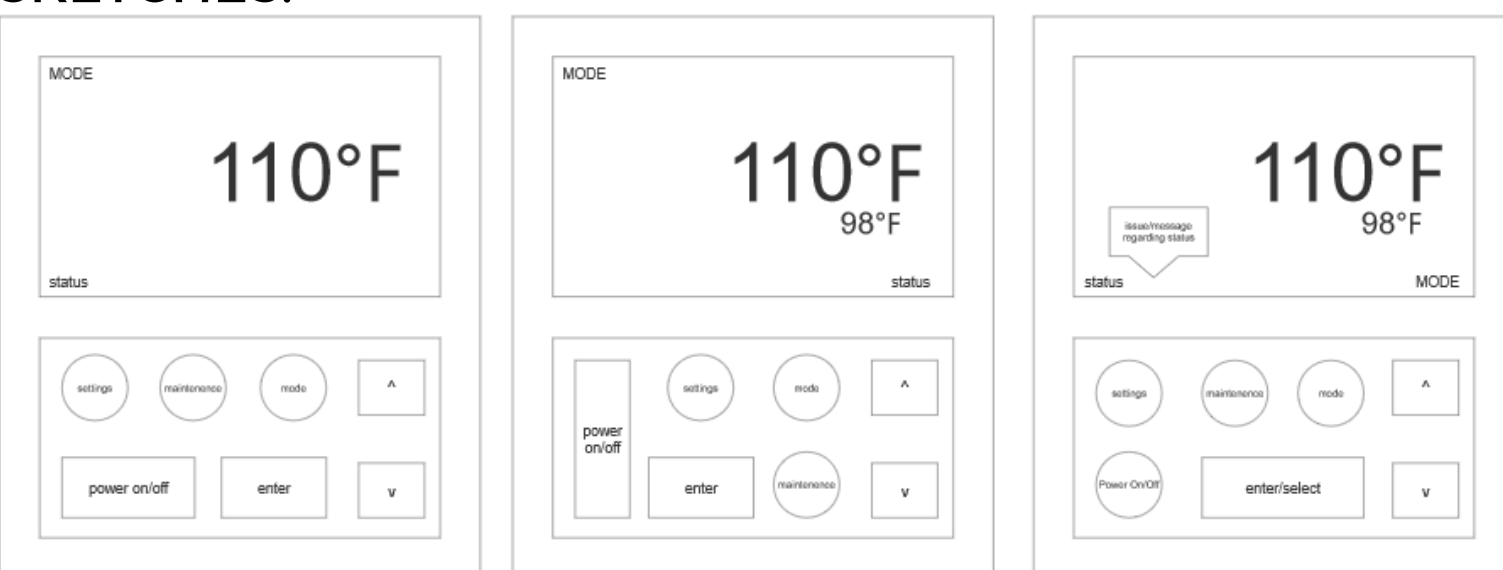 SKETCHES:
MODE
110°F
status
settings
maintenence
mode
^
power on/off
enter
v
MODE
110°F
98°F
status
power
on/off
settings
mode
^
enter
maintenence
v
110°F
98°F
issue/message
regarding status
status
MODE
settings
maintenence
mode
^
Power On/Off
enter/select
v